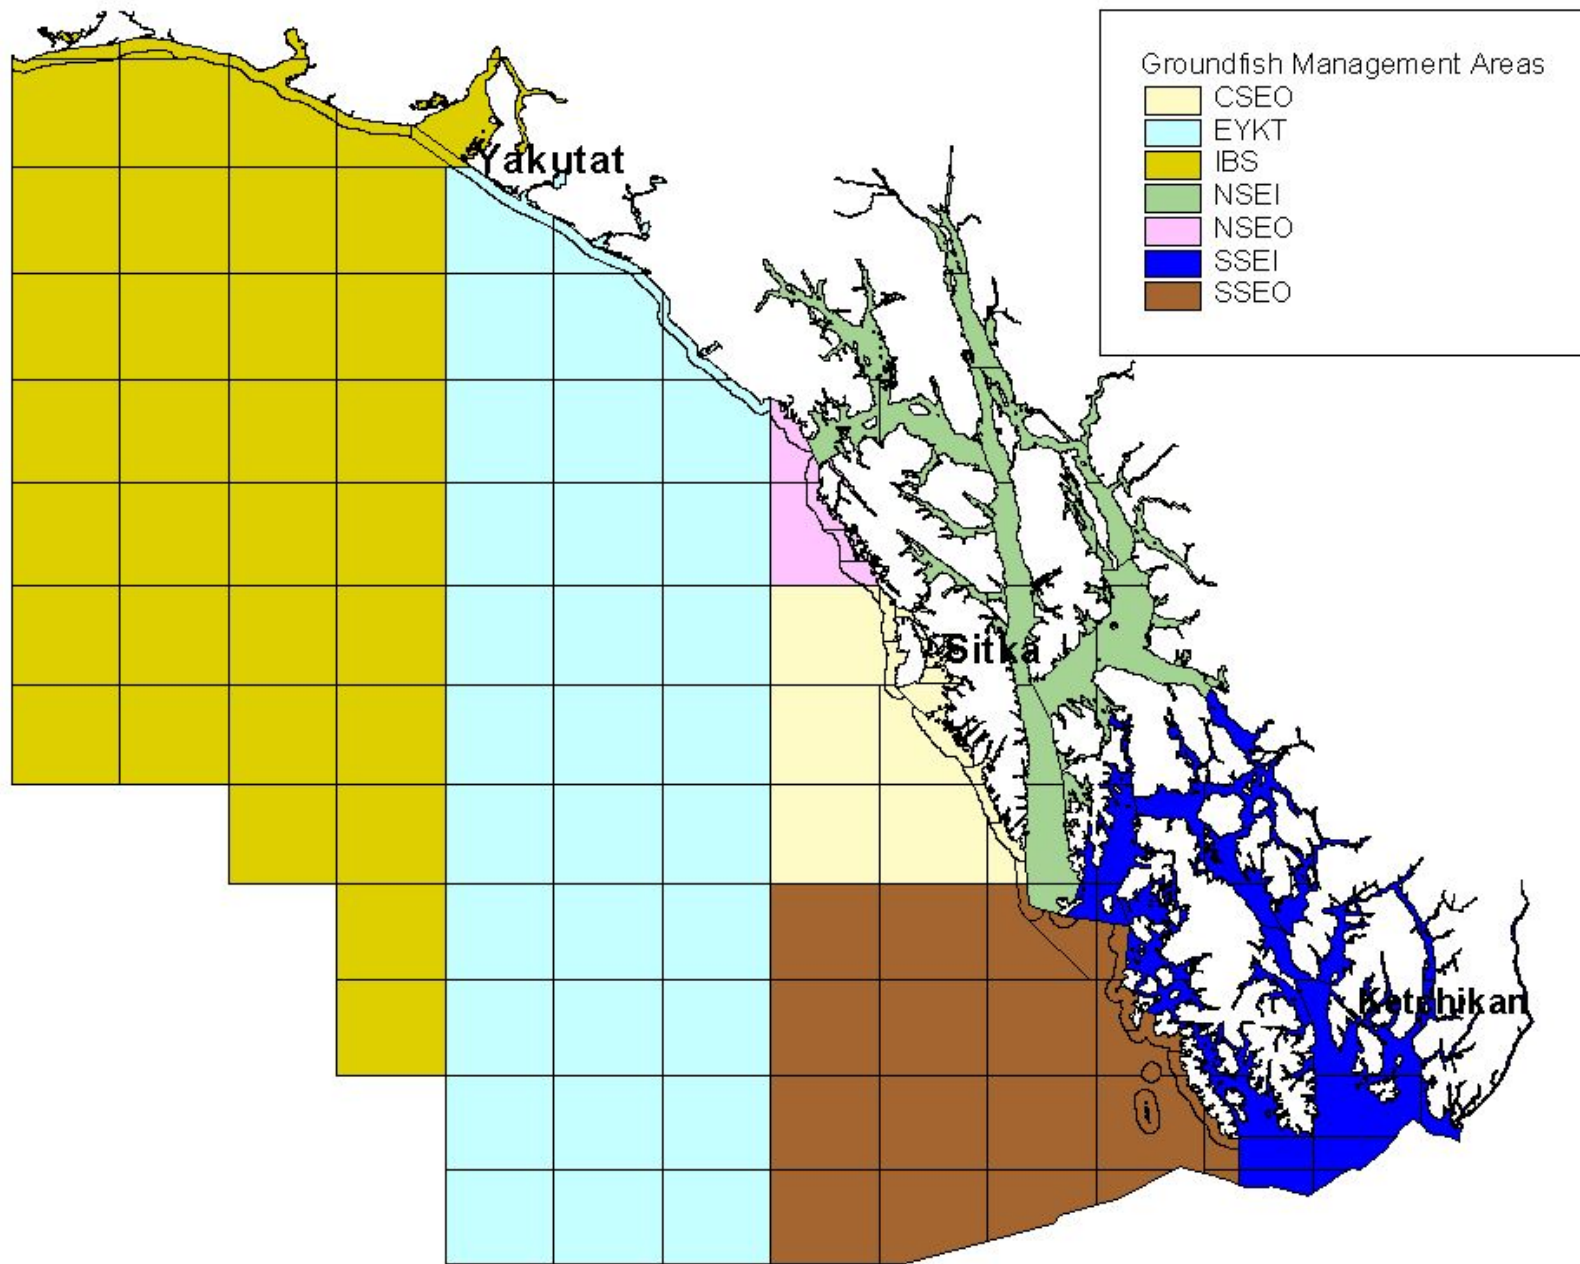 Groundfish Management Areas
CSEO
EYKT
IBS
NSEI
NSEO
SSEI
SSEO
Yakutat
Sitka
Ketchikan